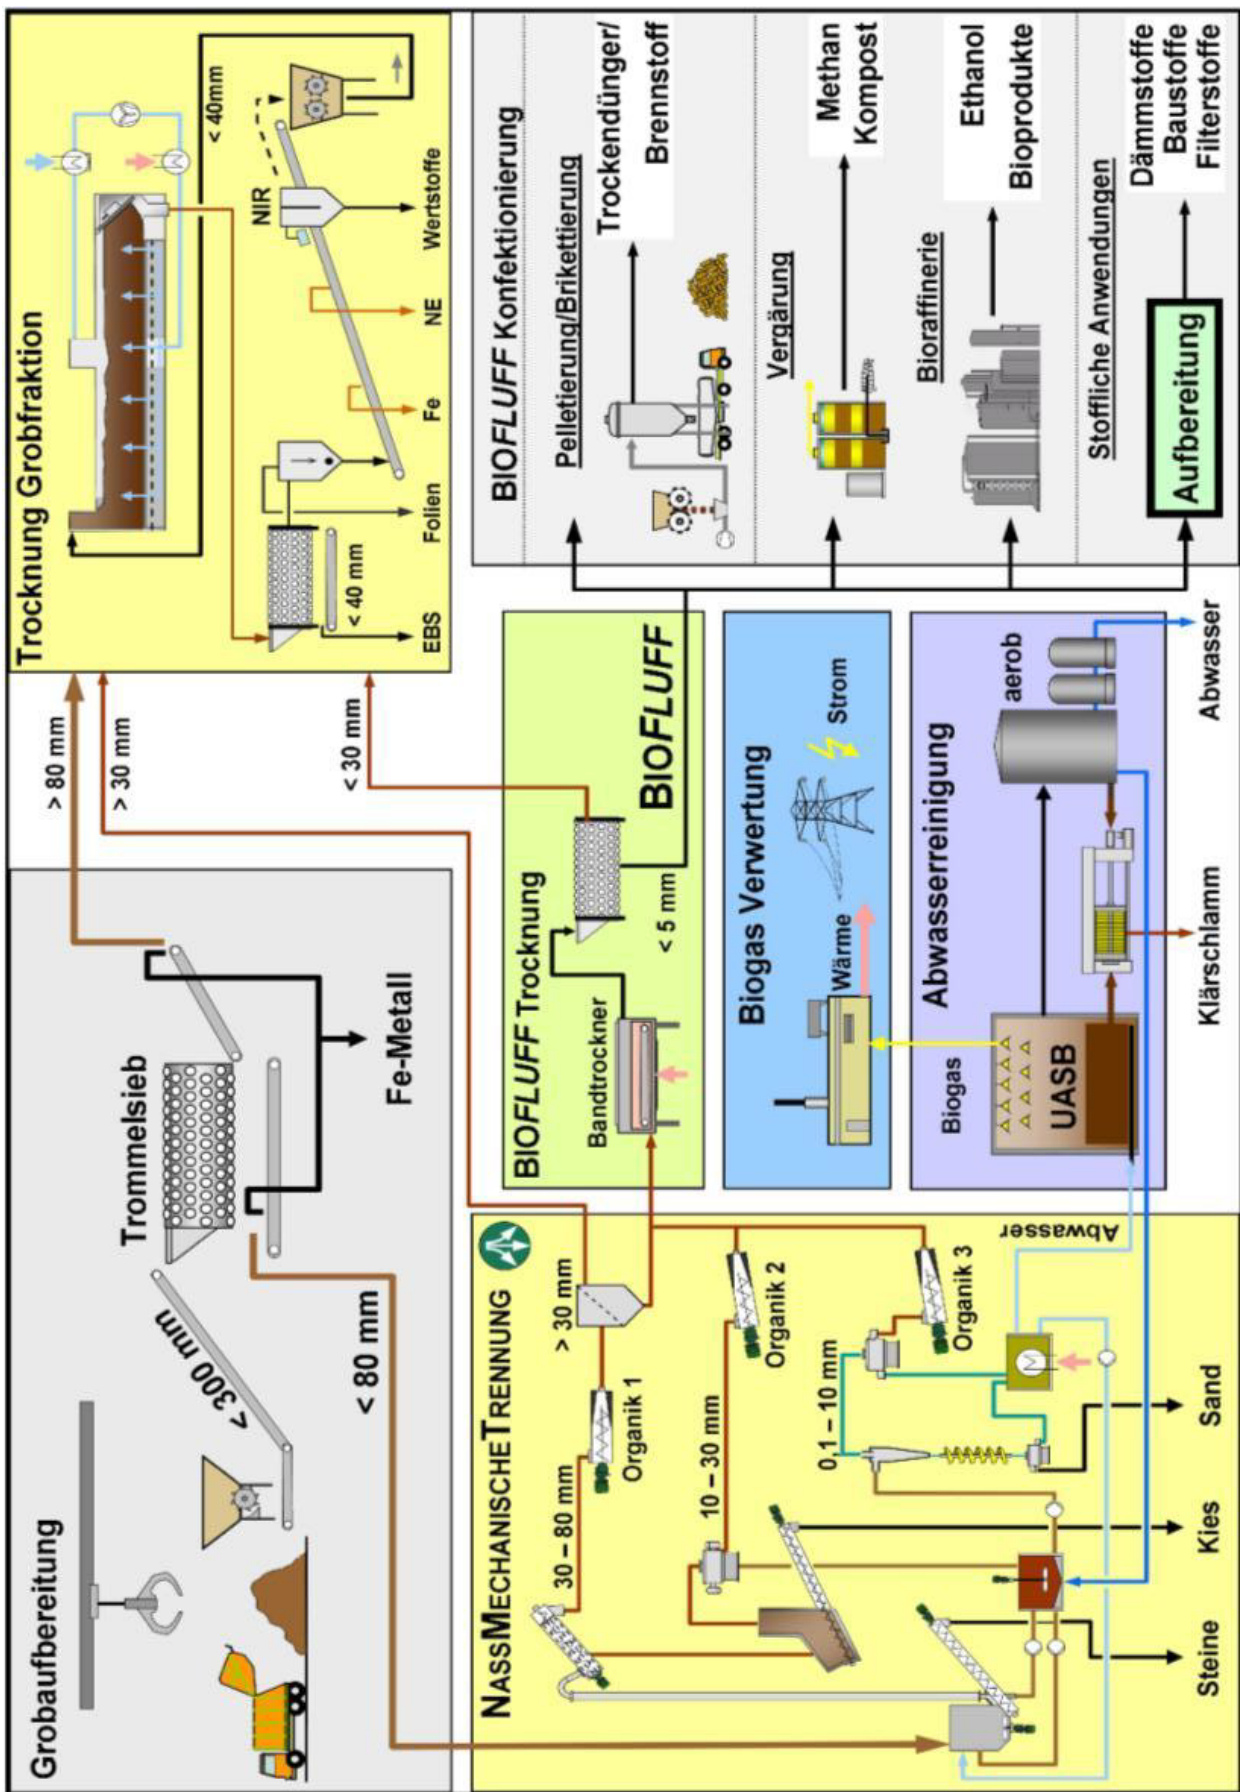 Grobaufbereitung
< 300 mm
Trommelsieb
< 80 mm
Fe-Metall
> 80 mm
> 30 mm
< 30 mm
Trocknung Grobfraktion
< 40mm
NIR
< 40 mm
EBS
Folien
Fe
NE
Wertstoffe
NASSMECHANISCHETRENNUNG
30 – 80 mm
Organik 1
> 30 mm
10 – 30 mm
Organik 2
0,1 – 10 mm
Organik 3
Abwasser
Steine
Kies
Sand
BIOFLUFF Trocknung
Bandtrockner
< 5 mm
BIOFLUFF
Biogas Verwertung
Wärme
Strom
Abwasserreinigung
Biogas
UASB
aerob
Klärschlamm
Abwasser
BIOFLUFF Konfektionierung
Pelletierung/Brikettierung
Trockendünger/
Brennstoff
Vergärung
Methan
Kompost
Bioraffinerie
Ethanol
Bioprodukte
Stoffliche Anwendungen
Aufbereitung
Dämmstoffe
Baustoffe
Filterstoffe